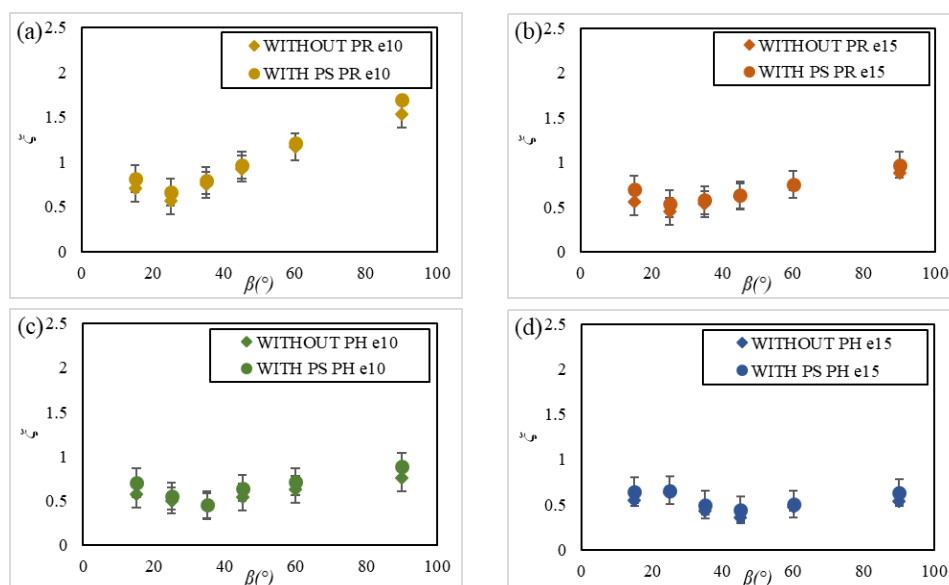 (a)
2.5
2
1.5
1
0.5
0
ξ
WITHOUT PR e10
WITH PS PR e10
0 20 40 60 80 100
β(°)
(b)
2.5
2
1.5
1
0.5
0
ξ
WITHOUT PR e15
WITH PS PR e15
0 20 40 60 80 100
β(°)
(c)
2.5
2
1.5
1
0.5
0
ξ
WITHOUT PH e10
WITH PS PH e10
0 20 40 60 80 100
β(°)
(d)
2.5
2
1.5
1
0.5
0
ξ
WITHOUT PH e15
WITH PS PH e15
0 20 40 60 80 100
β(°)